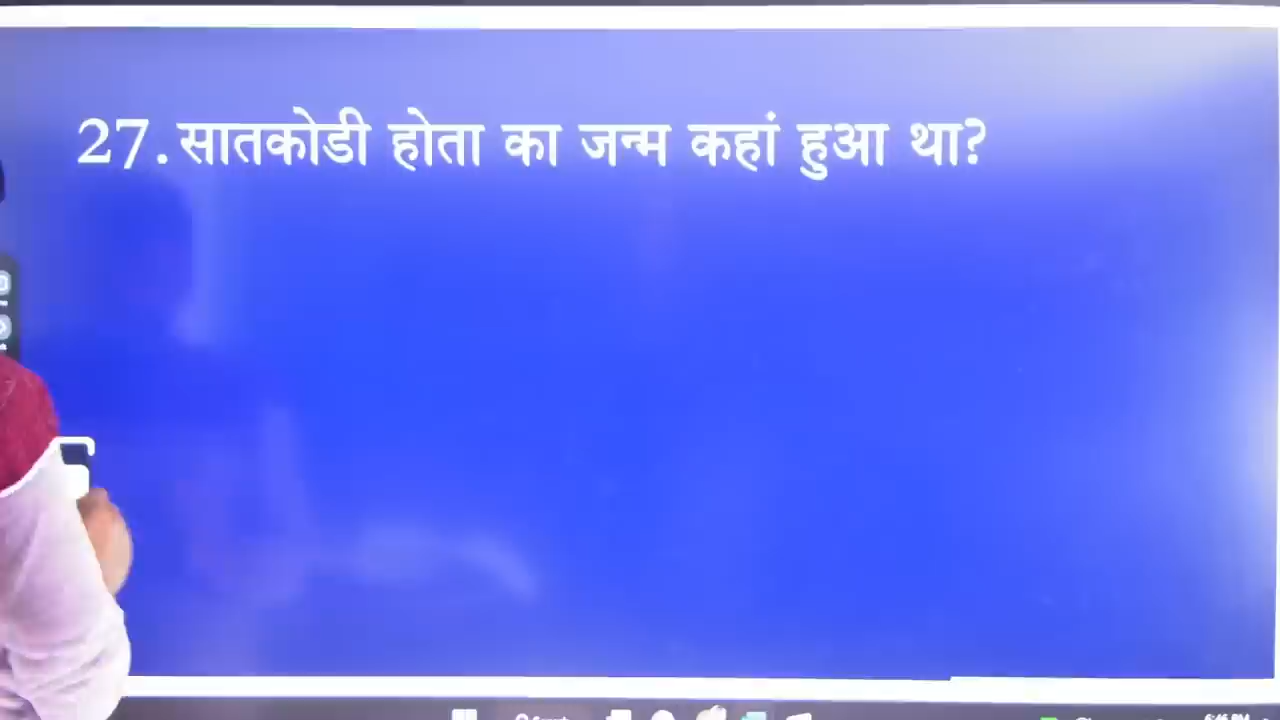 27. सातकोडी होता का जन्म कहां हुआ था?